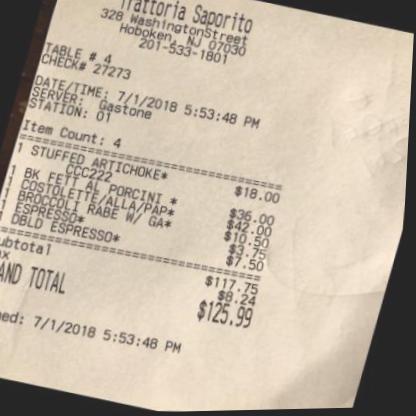 Trattoria Saporito
328 WashingtonStreet
Hoboken, NJ 07030
201-533-1801
TABLE # 4
CHECK# 27273
DATE/TIME: 7/1/2018 5:53:48 PM
SERVER: Gastone
STATION: 01
Item Count: 4
1 STUFFED ARTICHOKE* $18.00
CCC222
1 BK FETT AL PORCINI * $36.00
1 COSTOLETTE/ALLA/PAP* $42.00
1 BROCCOLI RABE W/ GA* $10.50
ESPRESSO* $3.75
DBLD ESPRESSO* $7.50
ubtotal $117.75
ax $8.24
AND TOTAL $125.99
ned: 7/1/2018 5:53:48 PM